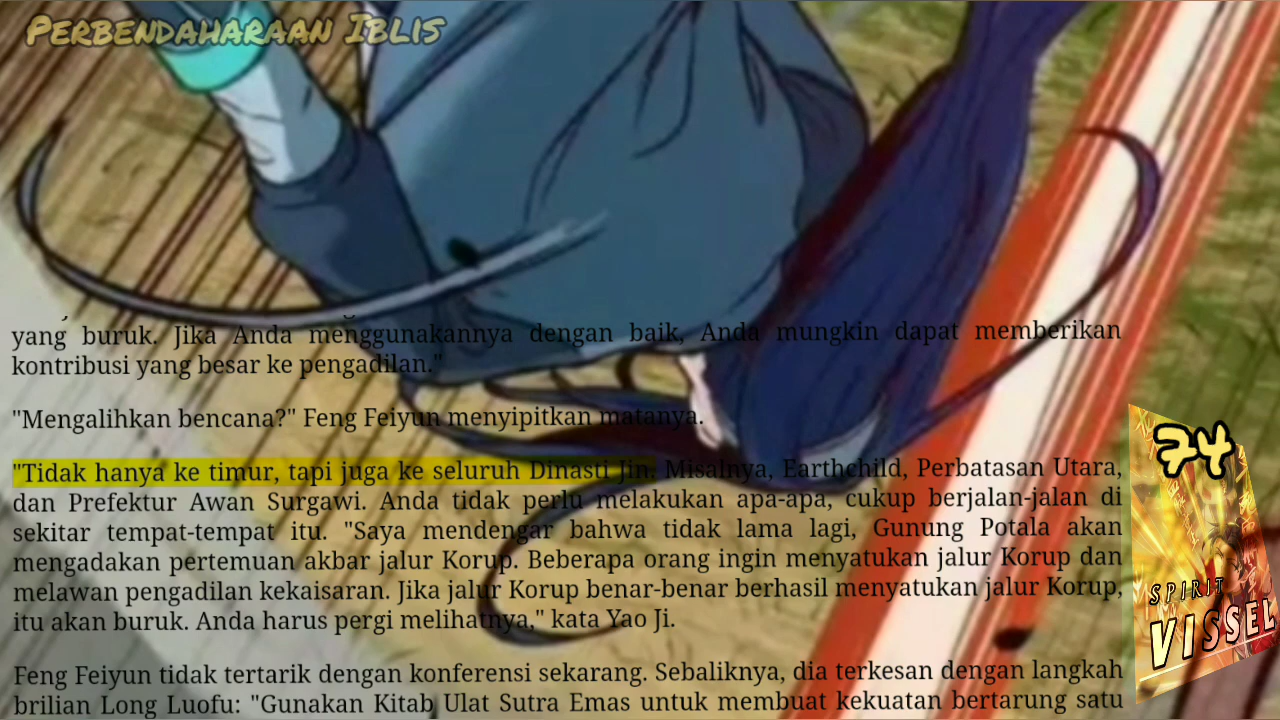 Perbendaharaan Iblis
yang buruk. Jika Anda menggunakannya dengan baik, Anda mungkin dapat memberikan
kontribusi yang besar ke pengadilan."
"Mengalihkan bencana?" Feng Feiyun menyipitkan matanya.
"Tidak hanya ke timur, tapi juga ke seluruh Dinasti Jin. Misalnya, Earthchild, Perbatasan Utara,
dan Prefektur Awan Surgawi. Anda tidak perlu melakukan apa-apa, cukup berjalan-jalan di
sekitar tempat-tempat itu. "Saya mendengar bahwa tidak lama lagi, Gunung Potala akan
mengadakan pertemuan akbar jalur Korup. Beberapa orang ingin menyatukan jalur Korup dan
melawan pengadilan kekaisaran. Jika jalur Korup benar-benar berhasil menyatukan jalur Korup,
itu akan buruk. Anda harus pergi melihatnya," kata Yao Ji.
Feng Feiyun tidak tertarik dengan konferensi sekarang. Sebaliknya, dia terkesan dengan langkah
brilian Long Luofu: "Gunakan Kitab Ulat Sutra Emas untuk membuat kekuatan bertarung satu
74
SPIRIT
VISSEL